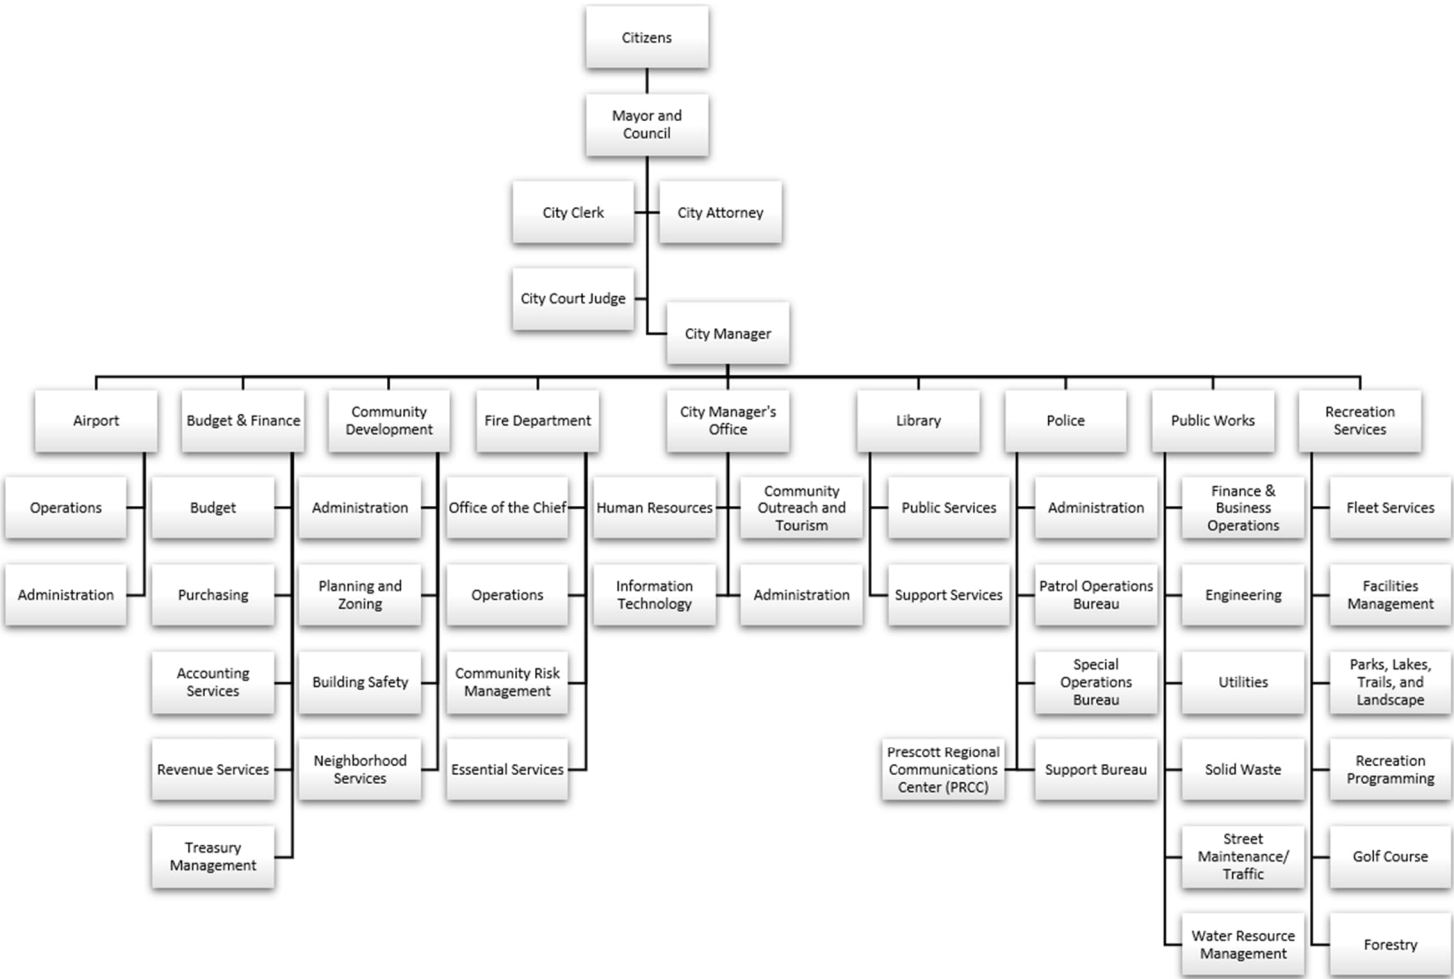 Citizens
Mayor and
Council
City Clerk
City Attorney
City Court Judge
City Manager
Airport
Budget & Finance
Community
Development
Fire Department
City Manager's
Office
Library
Police
Public Works
Recreation
Services
Operations
Administration
Budget
Purchasing
Accounting
Services
Revenue Services
Treasury
Management
Administration
Planning and
Zoning
Building Safety
Neighborhood
Services
Office of the Chief
Operations
Community Risk
Management
Essential Services
Human Resources
Community
Outreach and
Tourism
Information
Technology
Administration
Public Services
Support Services
Administration
Patrol Operations
Bureau
Special
Operations
Bureau
Prescott Regional
Communications
Center (PRCC)
Support Bureau
Finance &
Business
Operations
Engineering
Utilities
Solid Waste
Street
Maintenance/
Traffic
Water Resource
Management
Fleet Services
Facilities
Management
Parks, Lakes,
Trails, and
Landscape
Recreation
Programming
Golf Course
Forestry